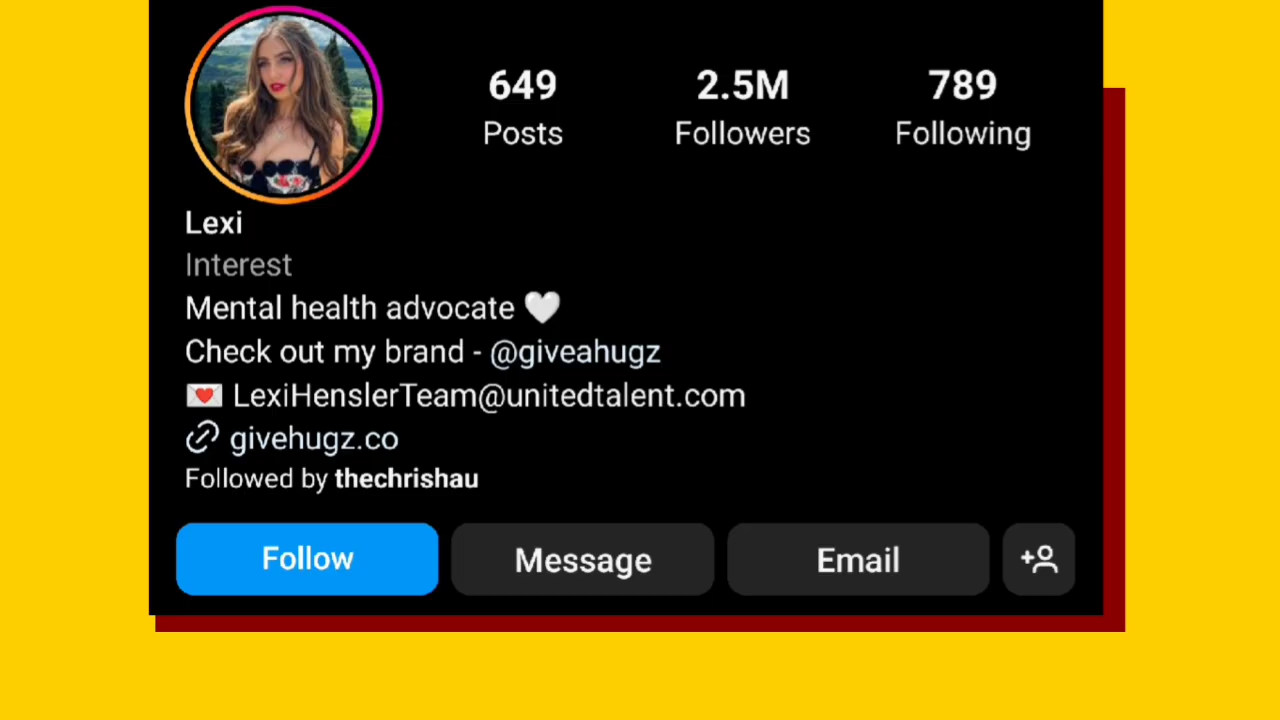 649 2.5M 789
Posts Followers Following
Lexi
Interest
Mental health advocate 🤍
Check out my brand - @giveahugz
💌 LexiHenslerTeam@unitedtalent.com
givehugz.co
Followed by thechrishau
Follow Message Email